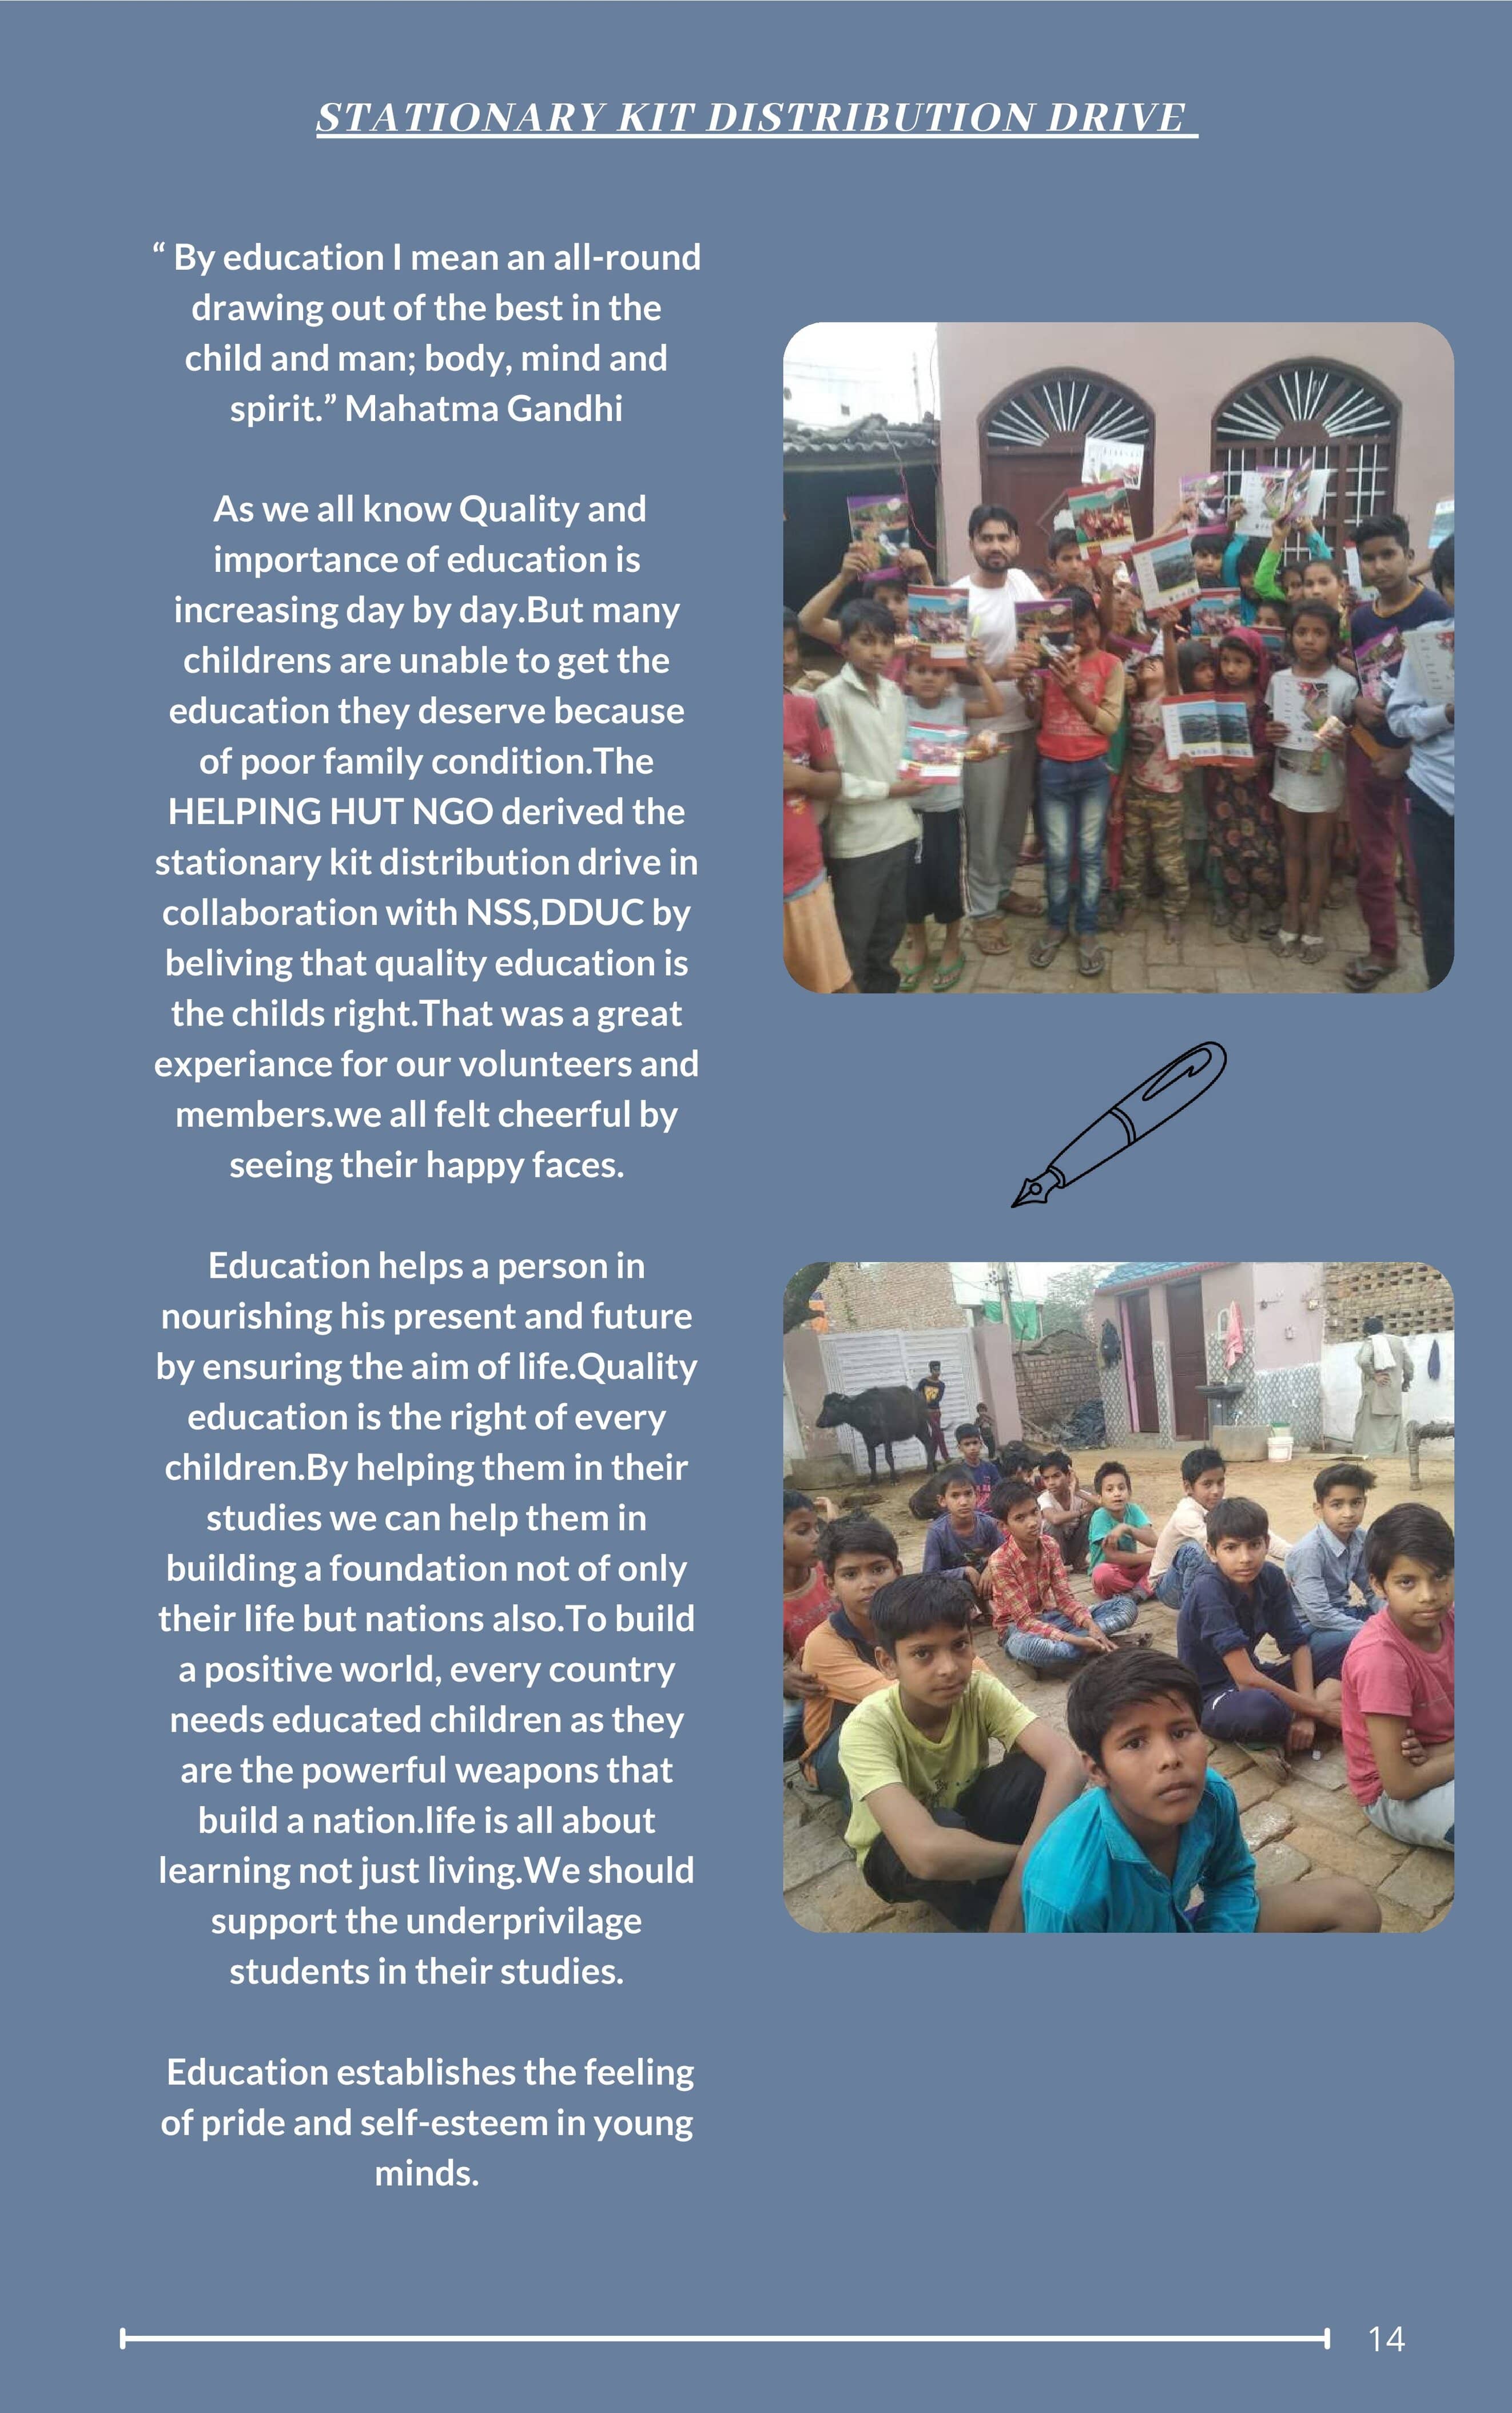 STATIONARY KIT DISTRIBUTION DRIVE
“ By education I mean an all-round
drawing out of the best in the
child and man; body, mind and
spirit.” Mahatma Gandhi
As we all know Quality and
importance of education is
increasing day by day.But many
childrens are unable to get the
education they deserve because
of poor family condition.The
HELPING HUT NGO derived the
stationary kit distribution drive in
collaboration with NSS,DDUC by
beliving that quality education is
the childs right.That was a great
experiance for our volunteers and
members.we all felt cheerful by
seeing their happy faces.
Education helps a person in
nourishing his present and future
by ensuring the aim of life.Quality
education is the right of every
children.By helping them in their
studies we can help them in
building a foundation not of only
their life but nations also.To build
a positive world, every country
needs educated children as they
are the powerful weapons that
build a nation.life is all about
learning not just living.We should
support the underprivilage
students in their studies.
Education establishes the feeling
of pride and self-esteem in young
minds.
14